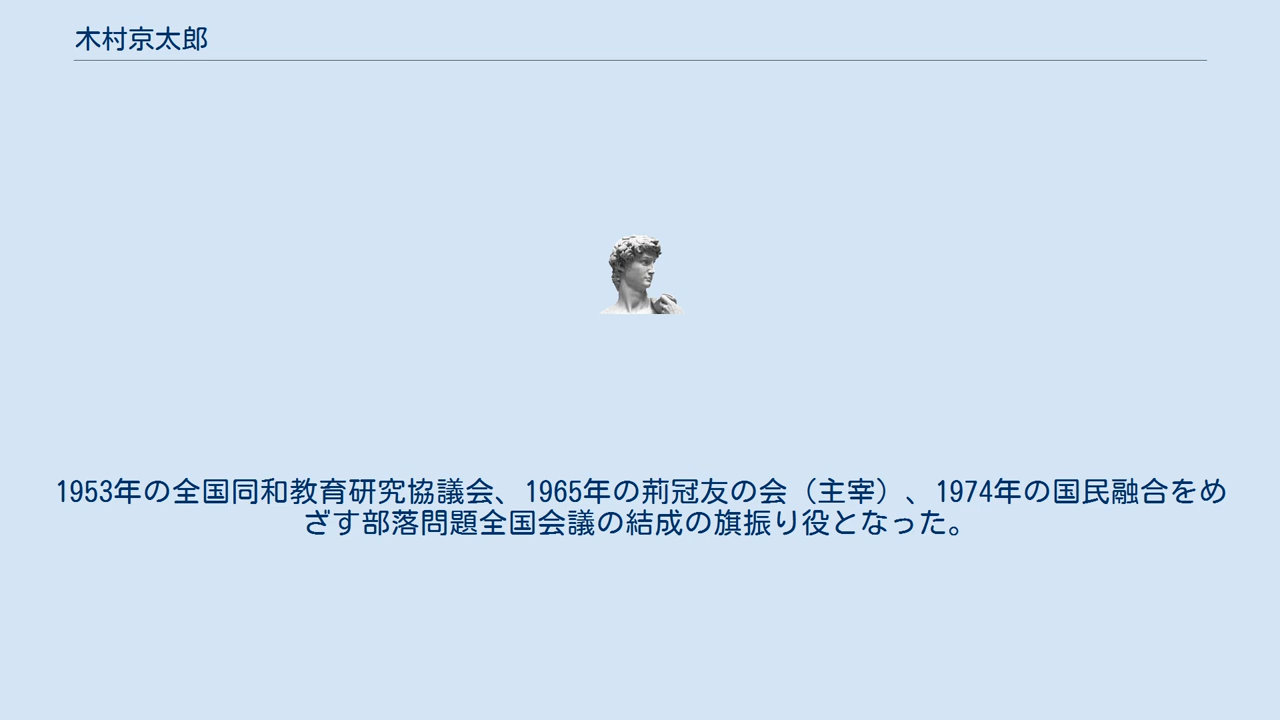 木村京太郎
1953年の全国同和教育研究協議会、1965年の荊冠友の会（主宰）、1974年の国民融合をめ
ざす部落問題全国会議の結成の旗振り役となった。